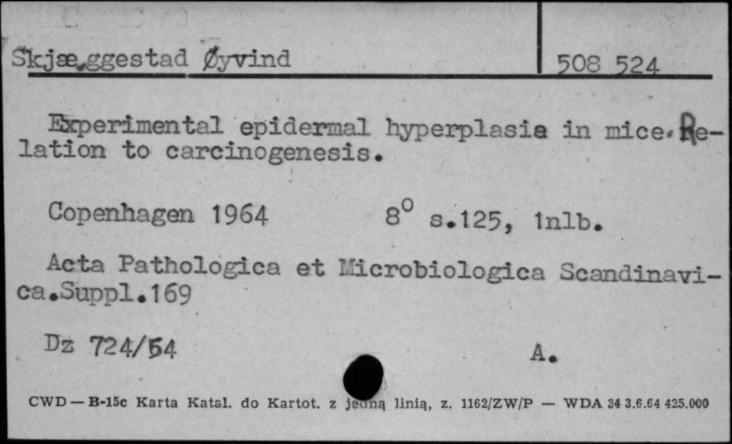 Skjæggestad Øyvind
508 524
Experimental epidermal hyperplasia in mice. Re-
lation to carcinogenesis.
Copenhagen 1964 8° s.125, 1nlb.
Acta Pathologica et Microbiologica Scandinavi-
ca.Suppl.169
Dz 724/54 A.
CWD — B-15c Karta Katal. do Kartot. z jedną linią, z. 1162/ZW/P — WDA 34 3.6.64 425.000